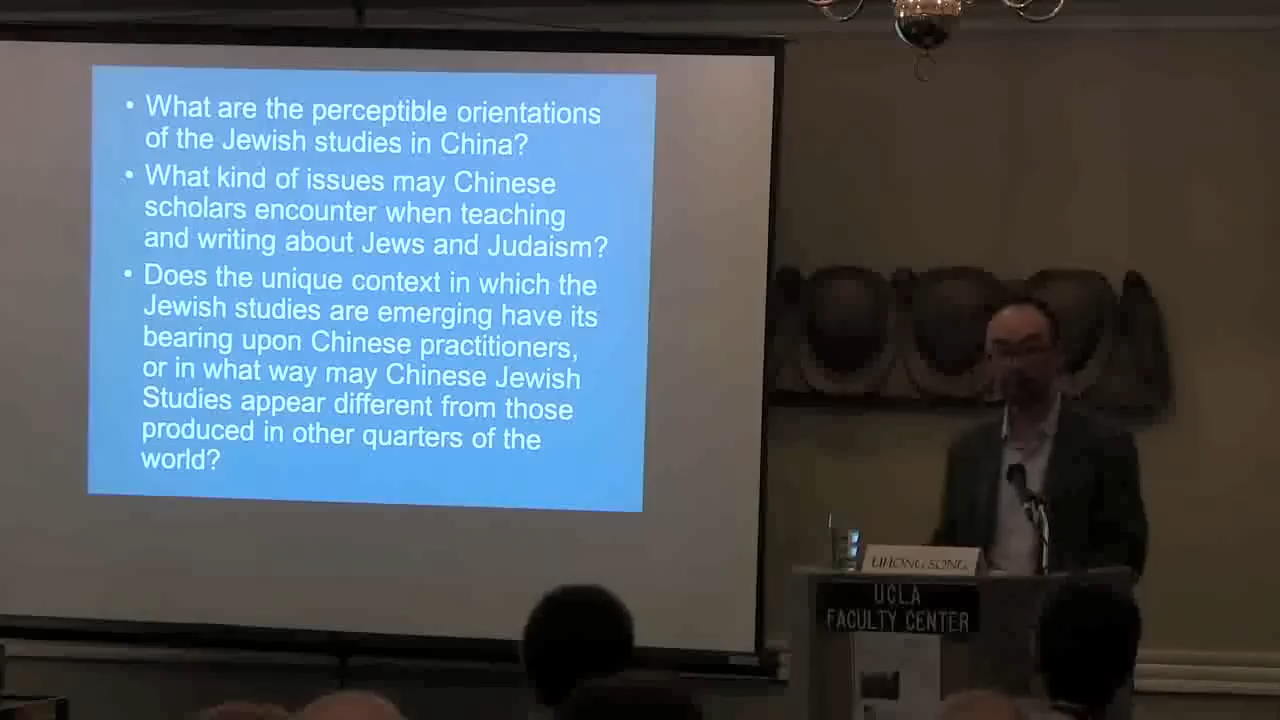 • What are the perceptible orientations
of the Jewish studies in China?
• What kind of issues may Chinese
scholars encounter when teaching
and writing about Jews and Judaism?
• Does the unique context in which the
Jewish studies are emerging have its
bearing upon Chinese practitioners,
or in what way may Chinese Jewish
Studies appear different from those
produced in other quarters of the
world?
LIHONG SONG
UCLA
FACULTY CENTER